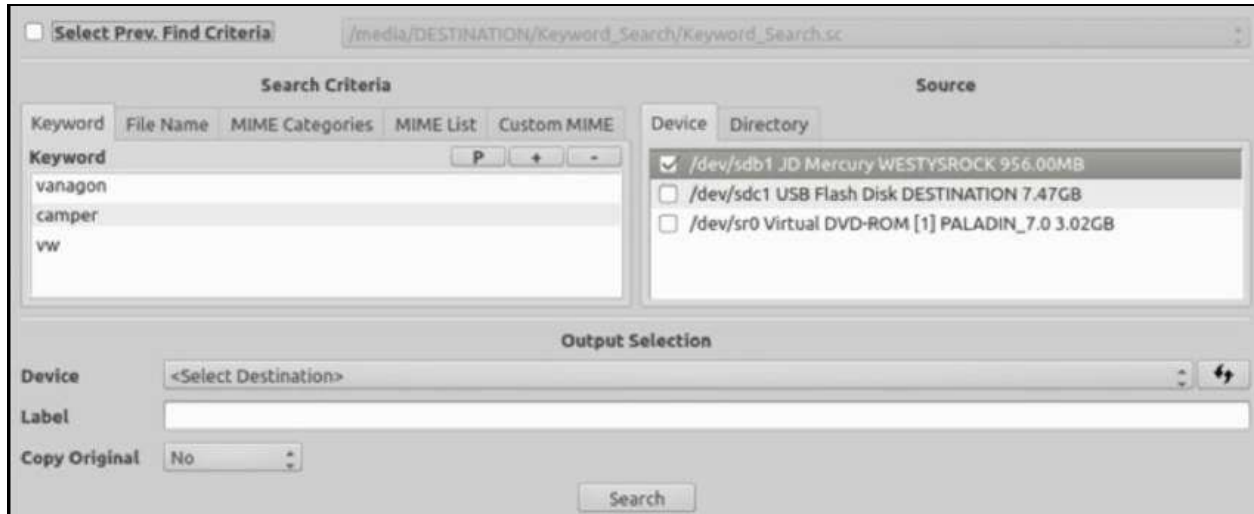 Select Prev. Find Criteria /media/DESTINATION/Keyword_Search/Keyword_Search.sc
Search Criteria
Keyword File Name MIME Categories MIME List Custom MIME
Keyword P + -
vanagon
camper
vw
Source
Device Directory
/dev/sdb1 JD Mercury WESTYSROCK 956.00MB
/dev/sdc1 USB Flash Disk DESTINATION 7.47GB
/dev/sr0 Virtual DVD-ROM [1] PALADIN_7.0 3.02GB
Output Selection
Device <Select Destination>
Label
Copy Original No
Search